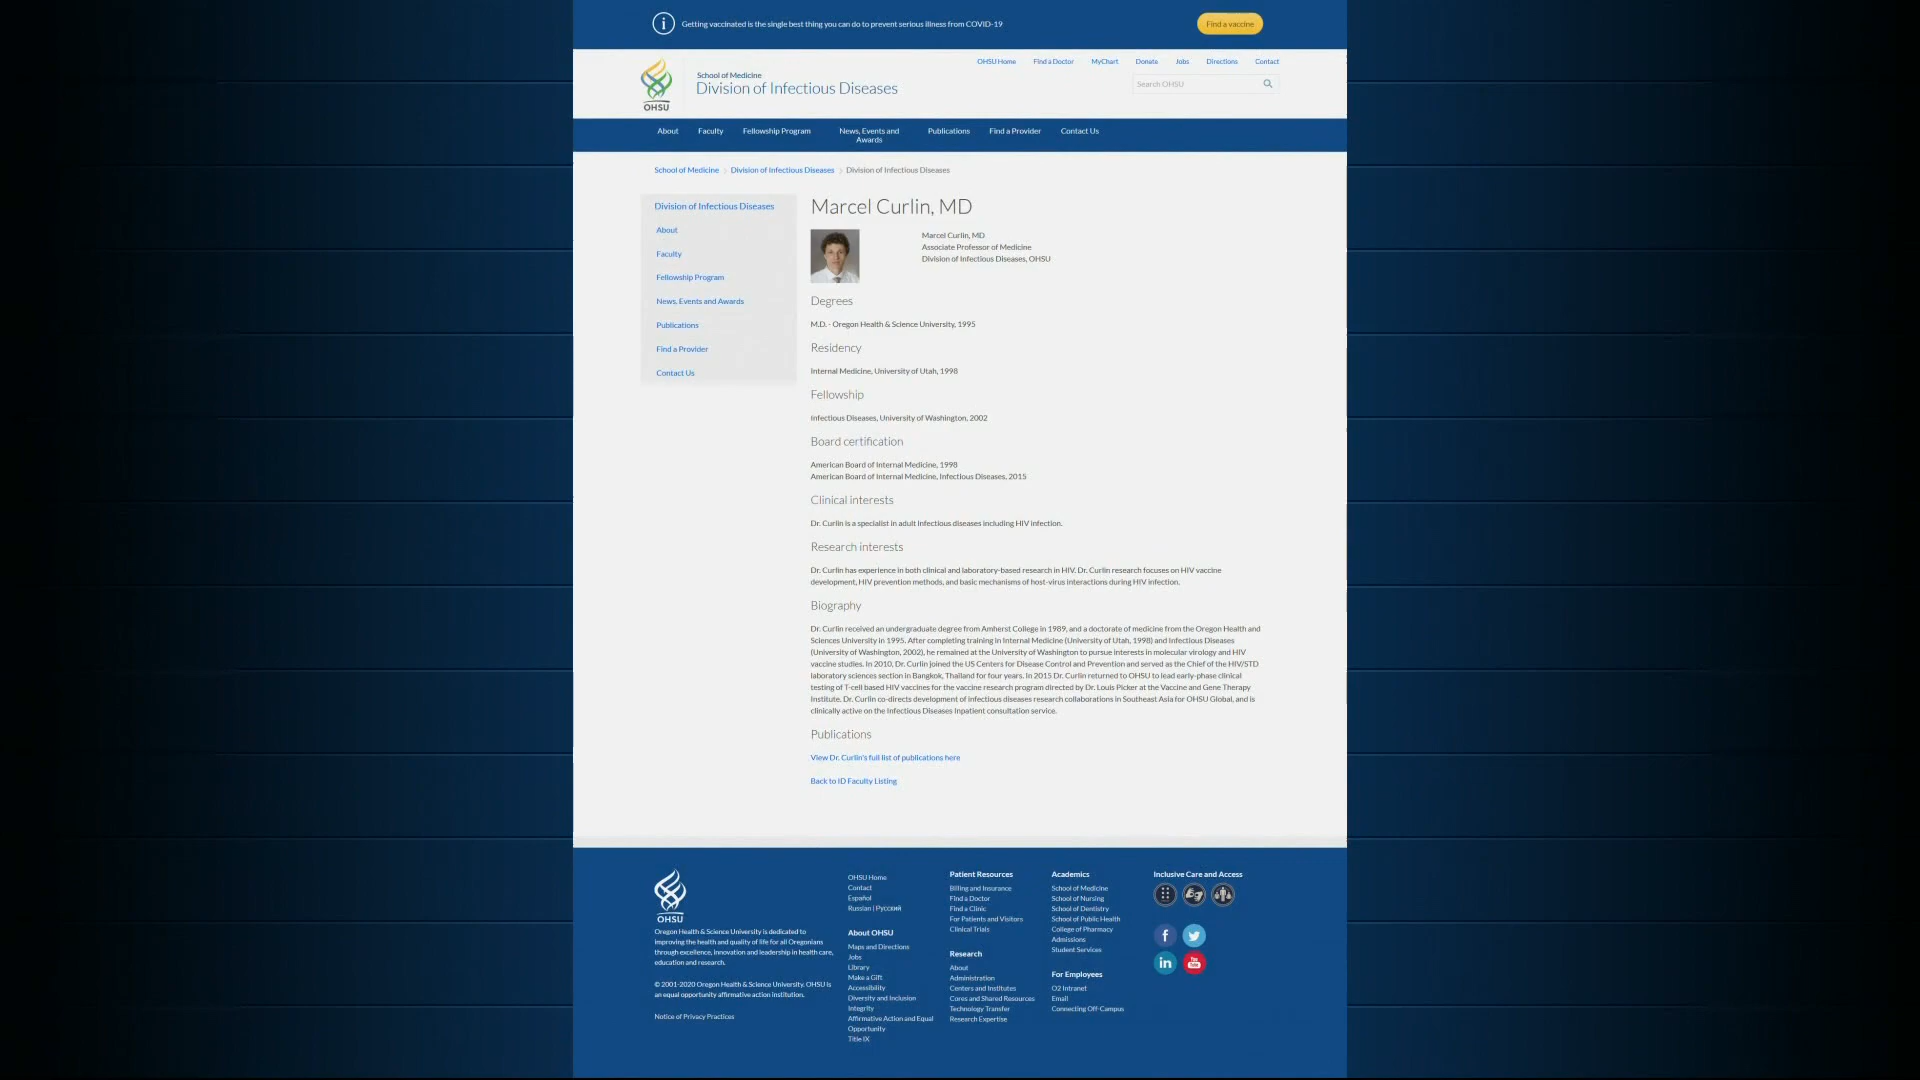 Getting vaccinated is the single best thing you can do to prevent serious illness from COVID-19
Find a vaccine
OHSU Home
Find a Doctor
MyChart
Donate
Jobs
Directions
Contact
OHSU
School of Medicine
Division of Infectious Diseases
Search OHSU
About
Faculty
Fellowship Program
News, Events and
Awards
Publications
Find a Provider
Contact Us
School of Medicine
Division of Infectious Diseases
Division of Infectious Diseases
Division of Infectious Diseases
About
Faculty
Fellowship Program
News, Events and Awards
Publications
Find a Provider
Contact Us
Marcel Curlin, MD
Marcel Curlin, MD
Associate Professor of Medicine
Division of Infectious Diseases, OHSU
Degrees
M.D. - Oregon Health & Science University, 1995
Residency
Internal Medicine, University of Utah, 1998
Fellowship
Infectious Diseases, University of Washington, 2002
Board certification
American Board of Internal Medicine, 1998
American Board of Internal Medicine, Infectious Diseases, 2015
Clinical interests
Dr. Curlin is a specialist in adult infectious diseases including HIV infection.
Research interests
Dr. Curlin has experience in both clinical and laboratory-based research in HIV. Dr. Curlin research focuses on HIV vaccine
development, HIV prevention methods, and basic mechanisms of host-virus interactions during HIV infection.
Biography
Dr. Curlin received an undergraduate degree from Amherst College in 1989, and a doctorate of medicine from the Oregon Health and
Sciences University in 1995. After completing training in Internal Medicine (University of Utah, 1998) and Infectious Diseases
(University of Washington, 2002), he remained at the University of Washington to pursue interests in molecular virology and HIV
vaccine studies. In 2010, Dr. Curlin joined the US Centers for Disease Control and Prevention and served as the Chief of the HIV/STD
laboratory sciences section in Bangkok, Thailand for four years. In 2015 Dr. Curlin returned to OHSU to lead early-phase clinical
testing of T-cell based HIV vaccines for the vaccine research program directed by Dr. Louis Picker at the Vaccine and Gene Therapy
Institute. Dr. Curlin co-directs development of infectious diseases research collaborations in Southeast Asia for OHSU Global, and is
clinically active on the Infectious Diseases Inpatient consultation service.
Publications
View Dr. Curlin's full list of publications here
Back to ID Faculty Listing
OHSU
Oregon Health & Science University is dedicated to
improving the health and quality of life for all Oregonians
through excellence, innovation and leadership in health care,
education and research.
© 2001-2020 Oregon Health & Science University. OHSU is
an equal opportunity affirmative action institution.
Notice of Privacy Practices
OHSU Home
Contact
Español
Russian | Русский
About OHSU
Maps and Directions
Jobs
Library
Make a Gift
Accessibility
Diversity and Inclusion
Integrity
Affirmative Action and Equal
Opportunity
Title IX
Patient Resources
Billing and Insurance
Find a Doctor
Find a Clinic
For Patients and Visitors
Clinical Trials
Research
About
Administration
Centers and Institutes
Cores and Shared Resources
Technology Transfer
Research Expertise
Academics
School of Medicine
School of Nursing
School of Dentistry
School of Public Health
College of Pharmacy
Admissions
Student Services
For Employees
O2 Intranet
Email
Connecting Off-Campus
Inclusive Care and Access